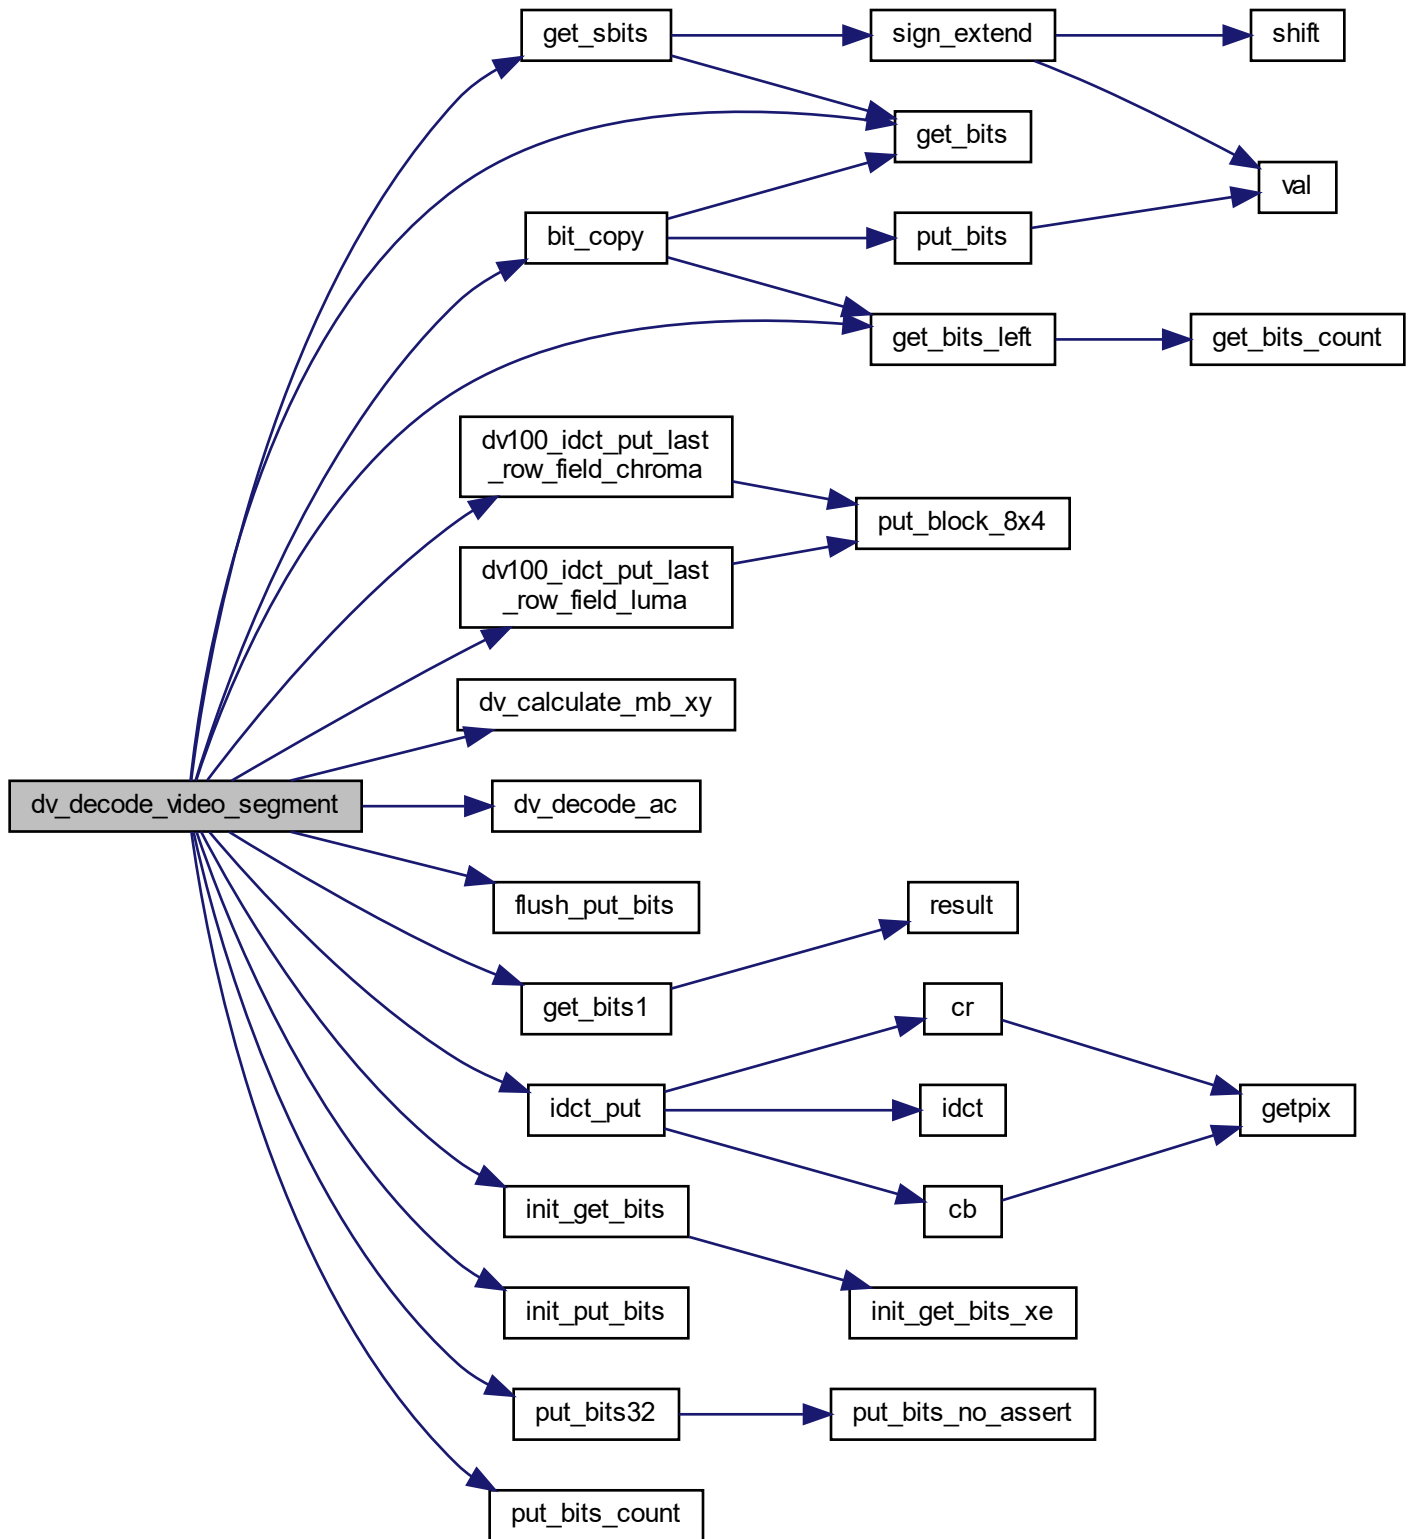 get_sbits
sign_extend
shift
get_bits
val
bit_copy
put_bits
get_bits_left
get_bits_count
dv100_idct_put_last
_row_field_chroma
put_block_8x4
dv100_idct_put_last
_row_field_luma
dv_calculate_mb_xy
dv_decode_video_segment
dv_decode_ac
flush_put_bits
result
get_bits1
cr
idct_put
idct
getpix
cb
init_get_bits
init_get_bits_xe
init_put_bits
put_bits32
put_bits_no_assert
put_bits_count